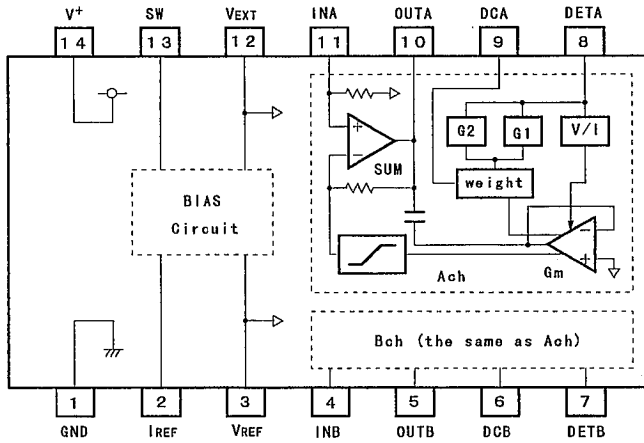 V+ SW VEXT INA OUTA DCA DETA
14 13 12 11 10 9 8
G2 G1 V/I
+
−
SUM
weight
BIAS
Circuit
−
+
Ach Gm
Bch (the same as Ach)
1 2 3 4 5 6 7
GND IREF VREF INB OUTB DCB DETB